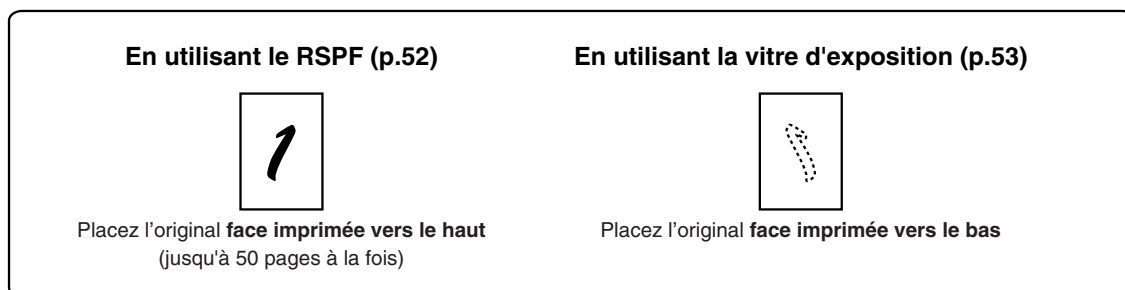 En utilisant le RSPF (p.52)
1
Placez l’original face imprimée vers le haut
(jusqu'à 50 pages à la fois)
En utilisant la vitre d'exposition (p.53)
1
Placez l’original face imprimée vers le bas